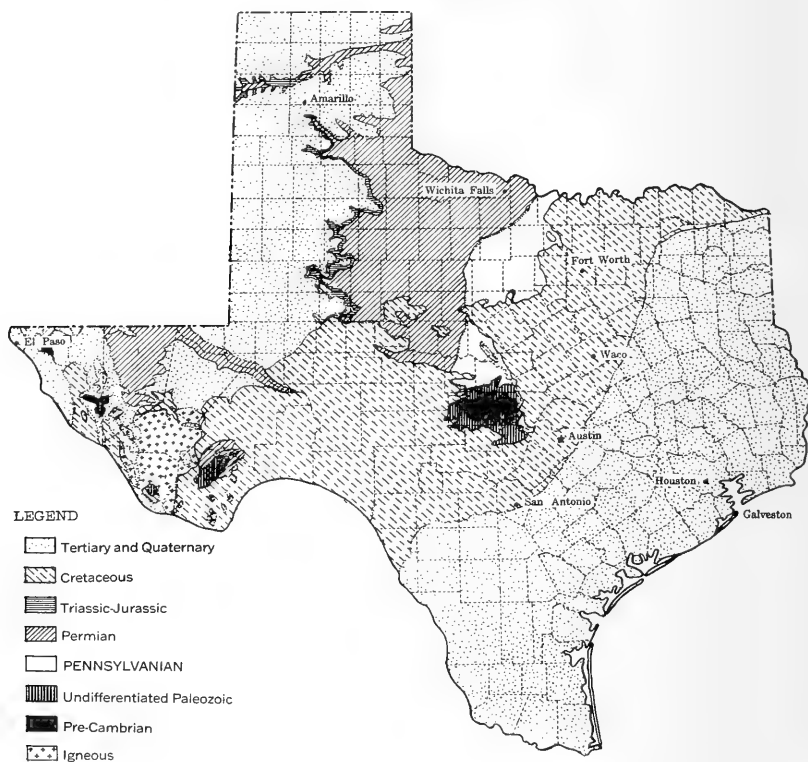 Amarillo
Wichita Falls
Fort Worth
El Paso
Waco
Austin
Houston
San Antonio
Galveston
LEGEND
Tertiary and Quaternary
Cretaceous
Triassic-Jurassic
Permian
PENNSYLVANIAN
Undifferentiated Paleozoic
Pre-Cambrian
Igneous